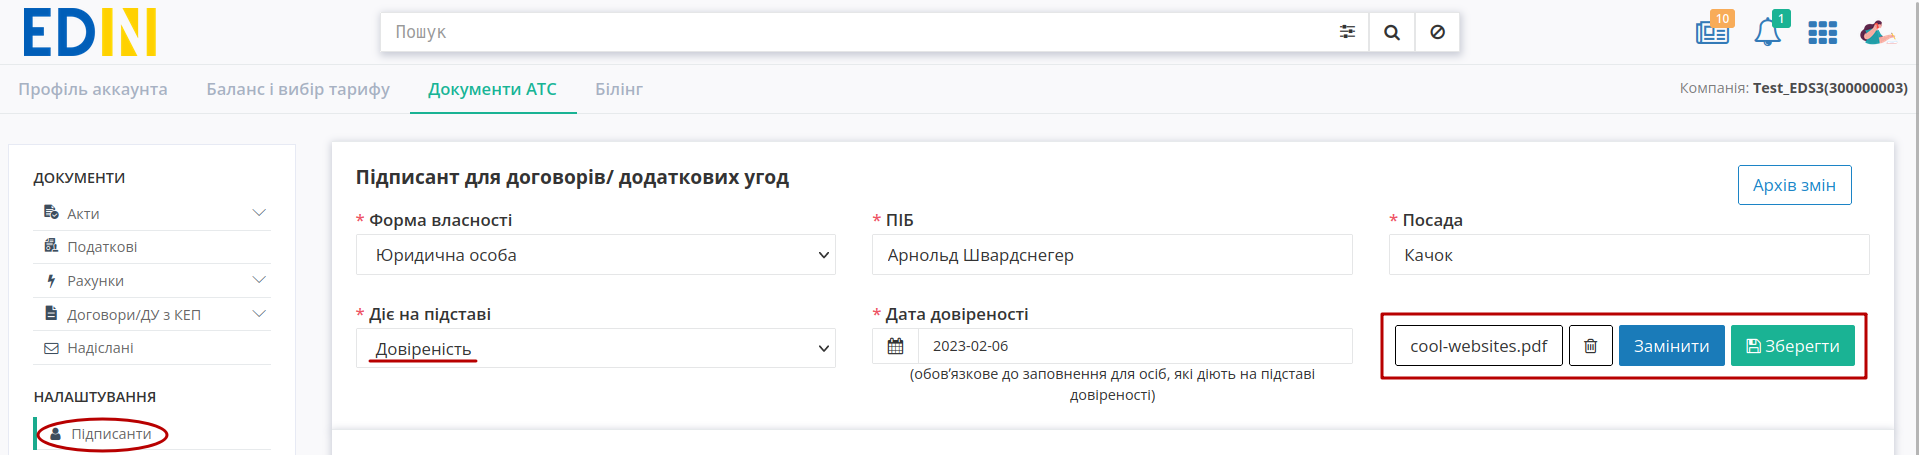 EDIN
Пошук
10
1
Профіль аккаунта
Баланс і вибір тарифу
Документи АТС
Білінг
Компанія: Test_EDS3(300000003)
ДОКУМЕНТИ
Акти
Податкові
Рахунки
Договори/ДУ з КЕП
Надіслані
НАЛАШТУВАННЯ
Підписанти
Підписант для договорів/ додаткових угод
Архів змін
* Форма власності
* ПІБ
* Посада
Юридична особа
Арнольд Швардснегер
Качок
* Діє на підставі
* Дата довіреності
Довіреність
2023-02-06
cool-websites.pdf
Замінити
Зберегти
(обов’язкове до заповнення для осіб, які діють на підставі
довіреності)